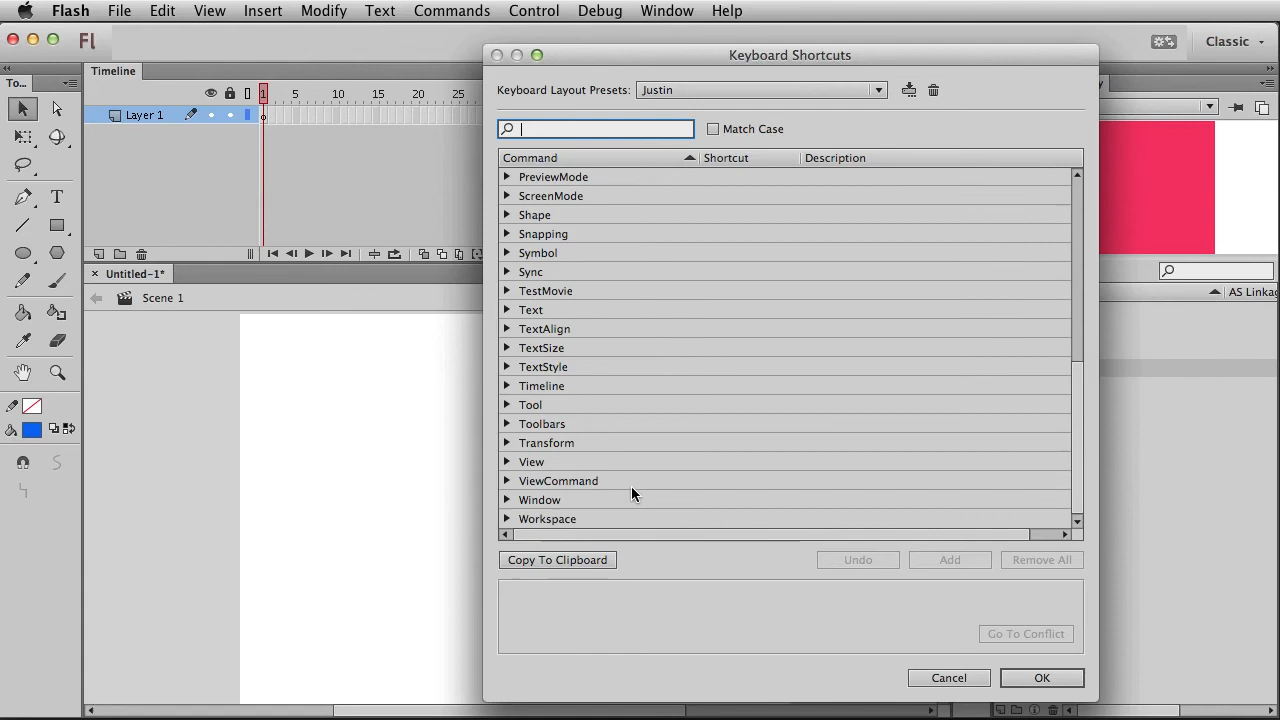 Flash File Edit View Insert Modify Text Commands Control Debug Window Help
Fl Classic
Keyboard Shortcuts
To... Timeline
Keyboard Layout Presets: Justin
1 5 10 15 20 25
Layer 1
Match Case
Command Shortcut Description
PreviewMode
ScreenMode
Shape
Snapping
Symbol
Sync
TestMovie
Text
TextAlign
TextSize
TextStyle
Timeline
Tool
Toolbars
Transform
View
ViewCommand
Window
Workspace
Untitled-1*
Scene 1
AS Linkag
Copy To Clipboard Undo Add Remove All
Go To Conflict
Cancel OK